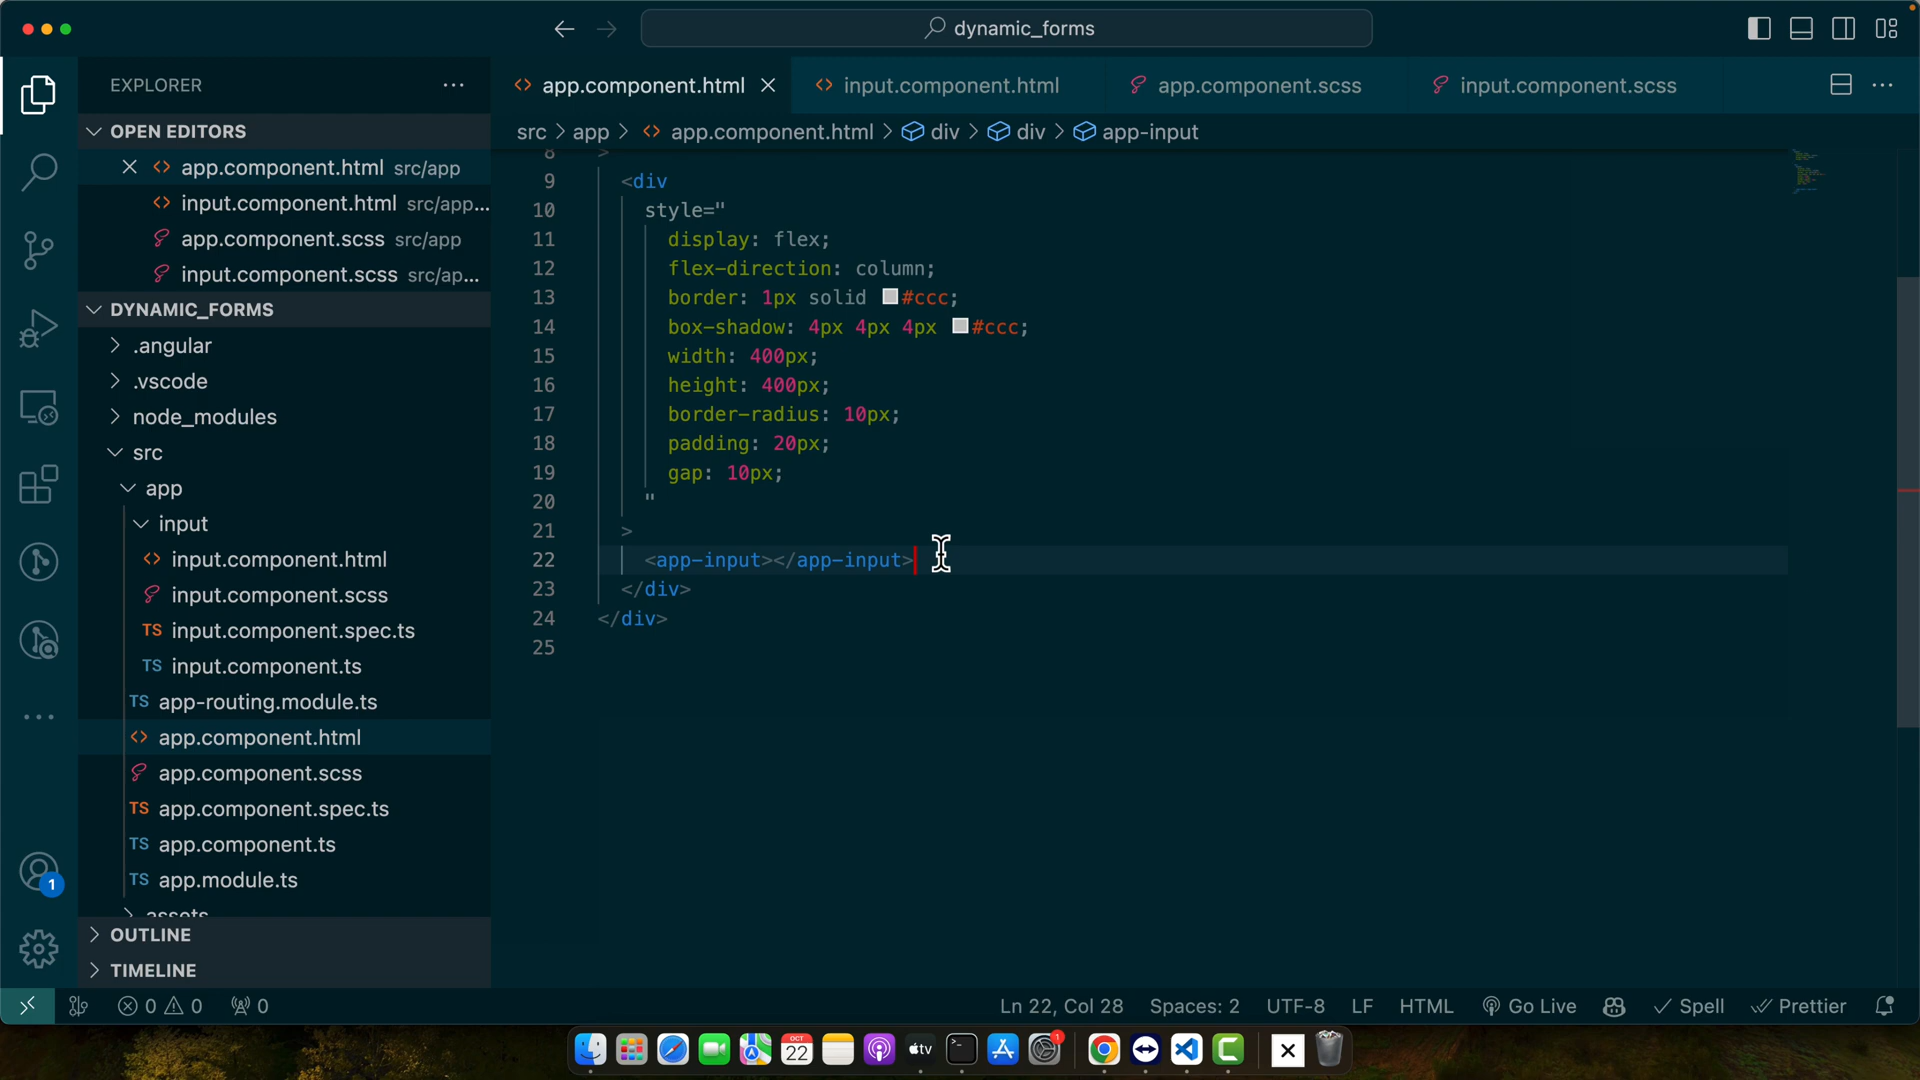 dynamic_forms
EXPLORER
OPEN EDITORS
app.component.html src/app
input.component.html src/app...
app.component.scss src/app
input.component.scss src/ap...
DYNAMIC_FORMS
.angular
.vscode
node_modules
src
app
input
input.component.html
input.component.scss
TS input.component.spec.ts
TS input.component.ts
TS app-routing.module.ts
app.component.html
app.component.scss
TS app.component.spec.ts
TS app.component.ts
TS app.module.ts
assets
OUTLINE
TIMELINE
1
app.component.html
input.component.html
app.component.scss
input.component.scss
src > app > app.component.html > div > div > app-input
8 >
9 <div
10 style="
11 display: flex;
12 flex-direction: column;
13 border: 1px solid #ccc;
14 box-shadow: 4px 4px 4px #ccc;
15 width: 400px;
16 height: 400px;
17 border-radius: 10px;
18 padding: 20px;
19 gap: 10px;
20 "
21 >
22 <app-input></app-input>
23 </div>
24 </div>
25
0 0 0
Ln 22, Col 28 Spaces: 2 UTF-8 LF HTML Go Live Spell Prettier
OCT
22
tv
1